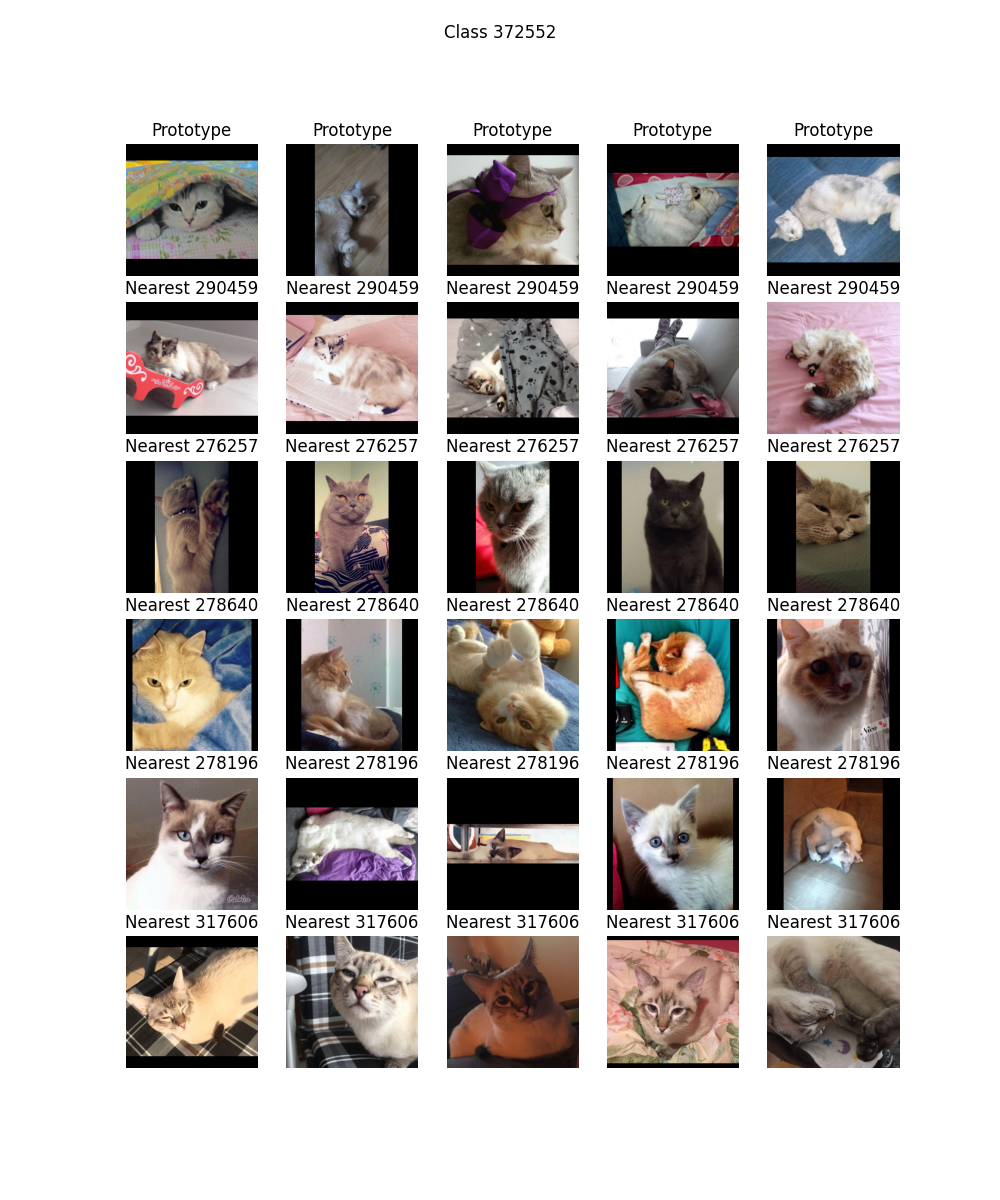 Class 372552
Prototype Prototype Prototype Prototype Prototype
Nearest 290459 Nearest 290459 Nearest 290459 Nearest 290459 Nearest 290459
Nearest 276257 Nearest 276257 Nearest 276257 Nearest 276257 Nearest 276257
Nearest 278640 Nearest 278640 Nearest 278640 Nearest 278640 Nearest 278640
Nearest 278196 Nearest 278196 Nearest 278196 Nearest 278196 Nearest 278196
Nearest 317606 Nearest 317606 Nearest 317606 Nearest 317606 Nearest 317606